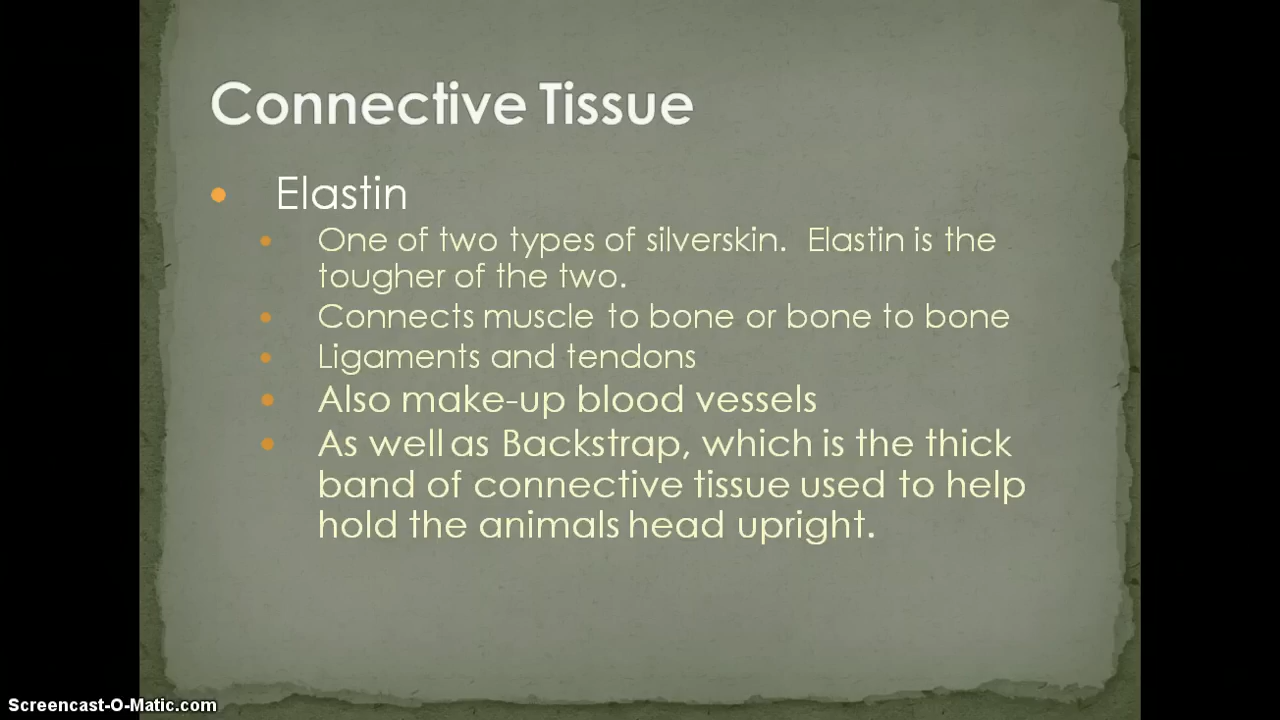 Connective Tissue
• Elastin
• One of two types of silverskin. Elastin is the
tougher of the two.
• Connects muscle to bone or bone to bone
• Ligaments and tendons
• Also make-up blood vessels
• As well as Backstrap, which is the thick
band of connective tissue used to help
hold the animals head upright.
Screencast-O-Matic.com